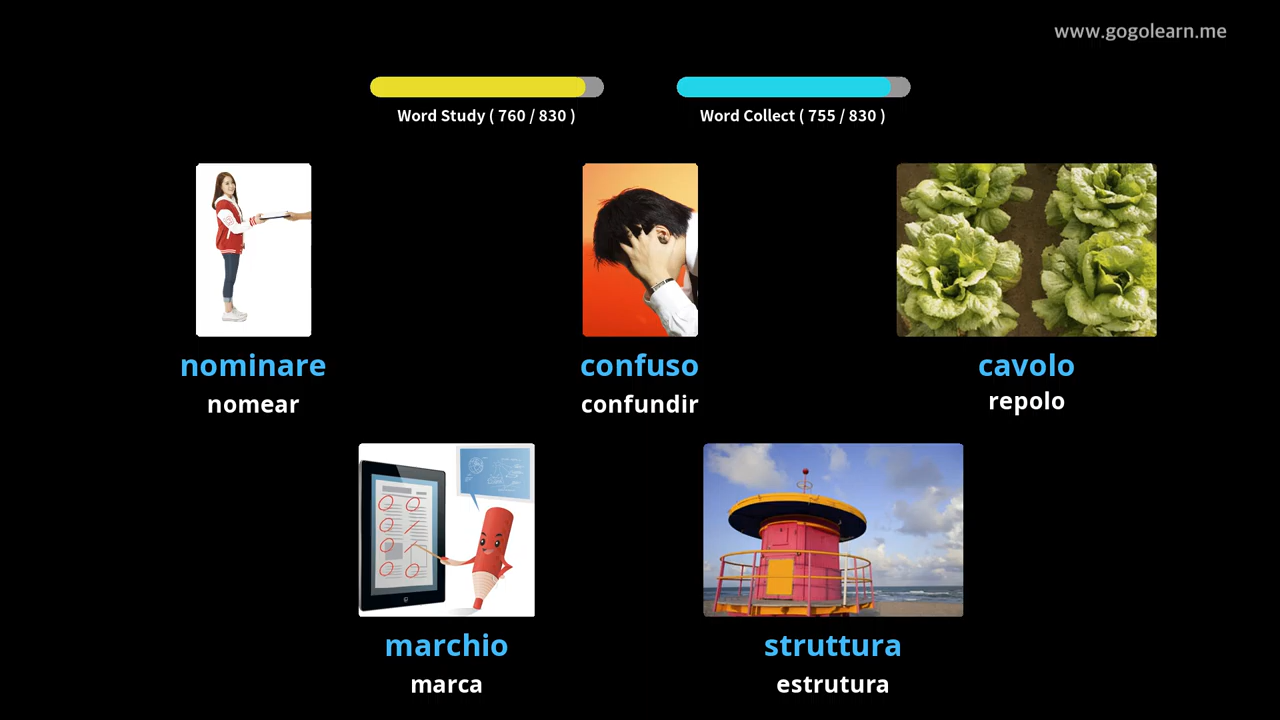 www.gogolearn.me
Word Study ( 760 / 830 )
Word Collect ( 755 / 830 )
nominare
nomear
confuso
confundir
cavolo
repolo
marchio
marca
struttura
estrutura